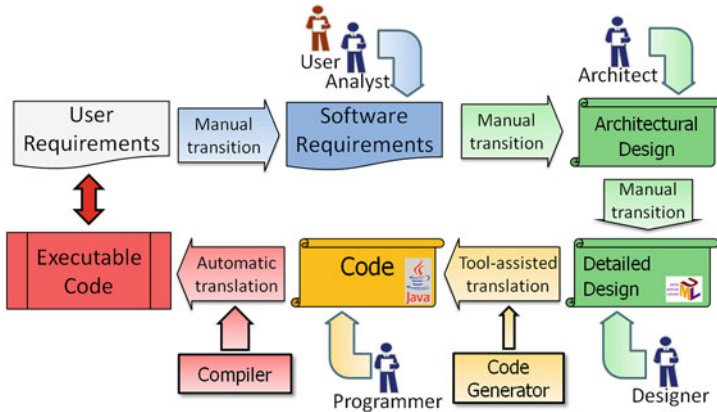 User
Analyst
Architect
User
Requirements
Manual
transition
Software
Requirements
Manual
transition
Architectural
Design
Manual
transition
Executable
Code
Automatic
translation
Code
Java
Tool-assisted
translation
Detailed
Design
UML
Compiler
Programmer
Code
Generator
Designer